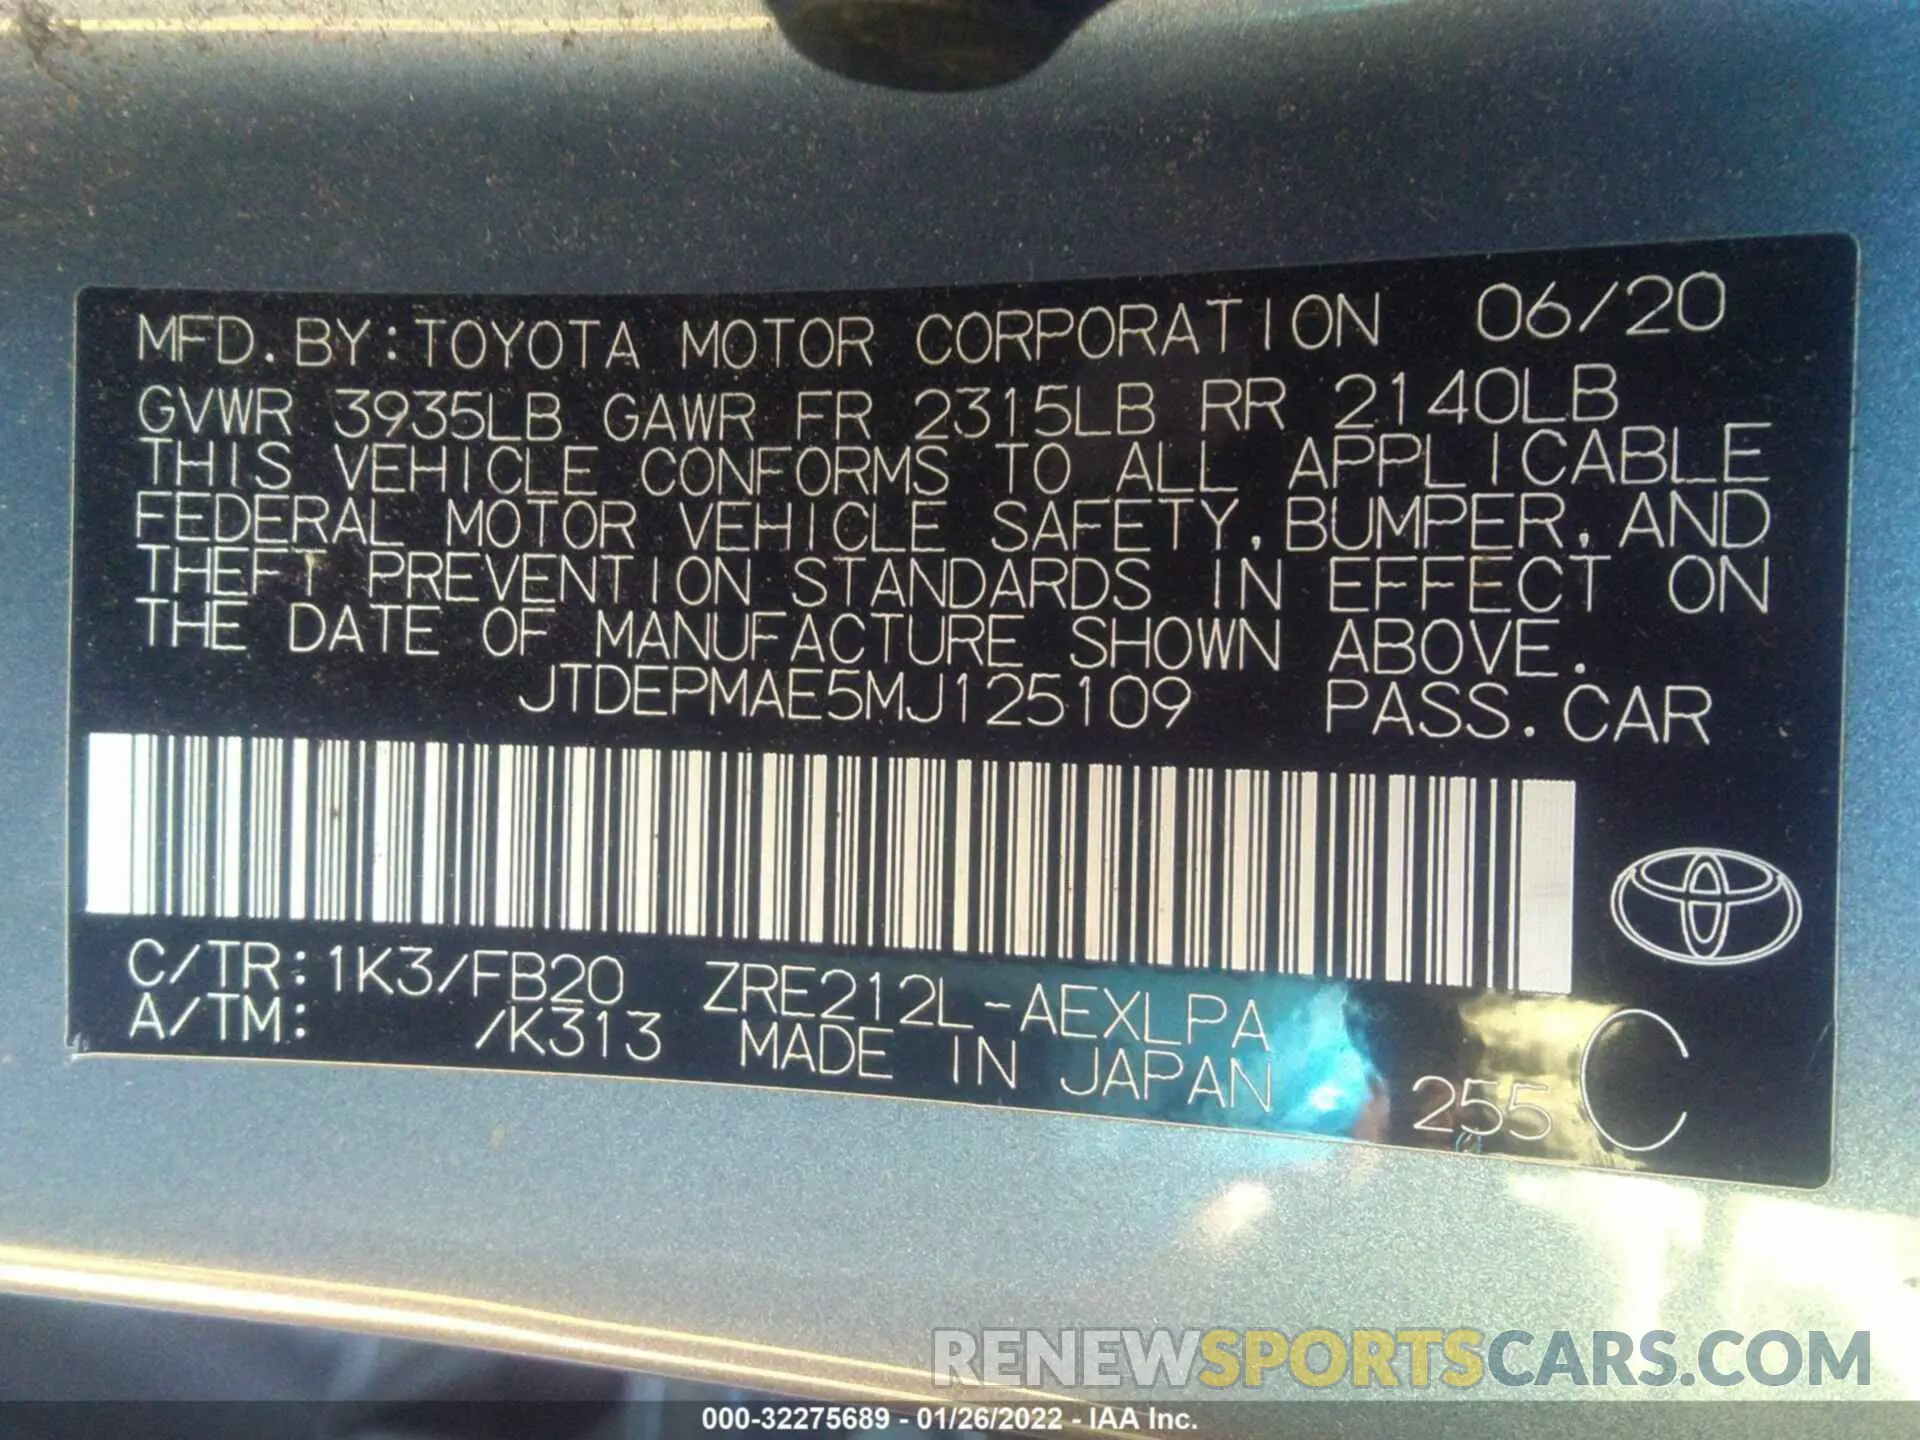 MFD. BY: TOYOTA MOTOR CORPORATION 06/20
GVWR 3935LB GAWR FR 2315LB RR 2140LB
THIS VEHICLE CONFORMS TO ALL APPLICABLE
FEDERAL MOTOR VEHICLE SAFETY, BUMPER, AND
THEFT PREVENTION STANDARDS IN EFFECT ON
THE DATE OF MANUFACTURE SHOWN ABOVE.
JTDEPMAE5MJ125109 PASS. CAR
C/TR: 1K3/FB20 ZRE212L-AEXLPA
A/TM: /K313 MADE IN JAPAN 255 C
RENEWSPORTSCARS.COM
000-32275689 - 01/26/2022 - IAA Inc.